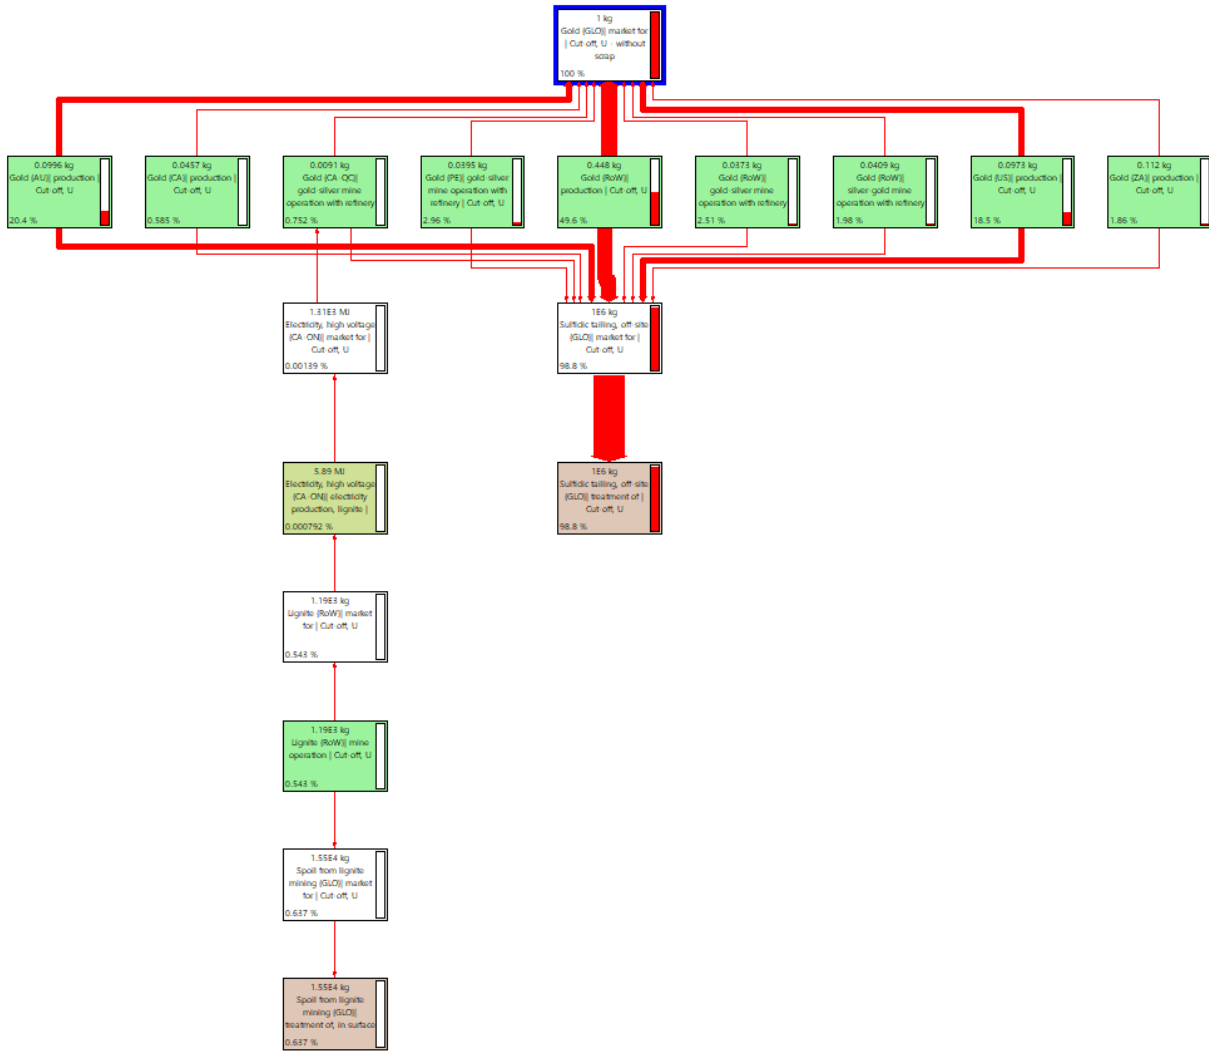 1 kg
Gold {GLO}| market for
| Cut-off, U - without
scrap
100 %
0.0996 kg
Gold {AU}| production |
Cut-off, U
20.4 %
0.0457 kg
Gold {CA}| production |
Cut-off, U
0.585 %
0.0091 kg
Gold {CA-QC}|
gold-silver mine
operation with refinery
0.752 %
0.0395 kg
Gold {PE}| gold-silver
mine operation with
refinery | Cut-off, U
2.96 %
0.448 kg
Gold {RoW}|
production | Cut-off, U
49.6 %
0.0373 kg
Gold {RoW}|
gold-silver mine
operation with refinery
2.51 %
0.0409 kg
Gold {RoW}|
silver-gold mine
operation with refinery
1.98 %
0.0973 kg
Gold {US}| production |
Cut-off, U
18.5 %
0.112 kg
Gold {ZA}| production |
Cut-off, U
1.86 %
1.31E3 MJ
Electricity, high voltage
{CA-ON}| market for |
Cut-off, U
0.00139 %
1E6 kg
Sulfidic tailing, off-site
{GLO}| market for |
Cut-off, U
98.8 %
5.89 MJ
Electricity, high voltage
{CA-ON}| electricity
production, lignite |
0.000792 %
1E6 kg
Sulfidic tailing, off-site
{GLO}| treatment of |
Cut-off, U
98.8 %
1.19E3 kg
Lignite {RoW}| market
for | Cut-off, U
0.543 %
1.19E3 kg
Lignite {RoW}| mine
operation | Cut-off, U
0.543 %
1.55E4 kg
Spoil from lignite
mining {GLO}| market
for | Cut-off, U
0.637 %
1.55E4 kg
Spoil from lignite
mining {GLO}|
treatment of, in surface
0.637 %